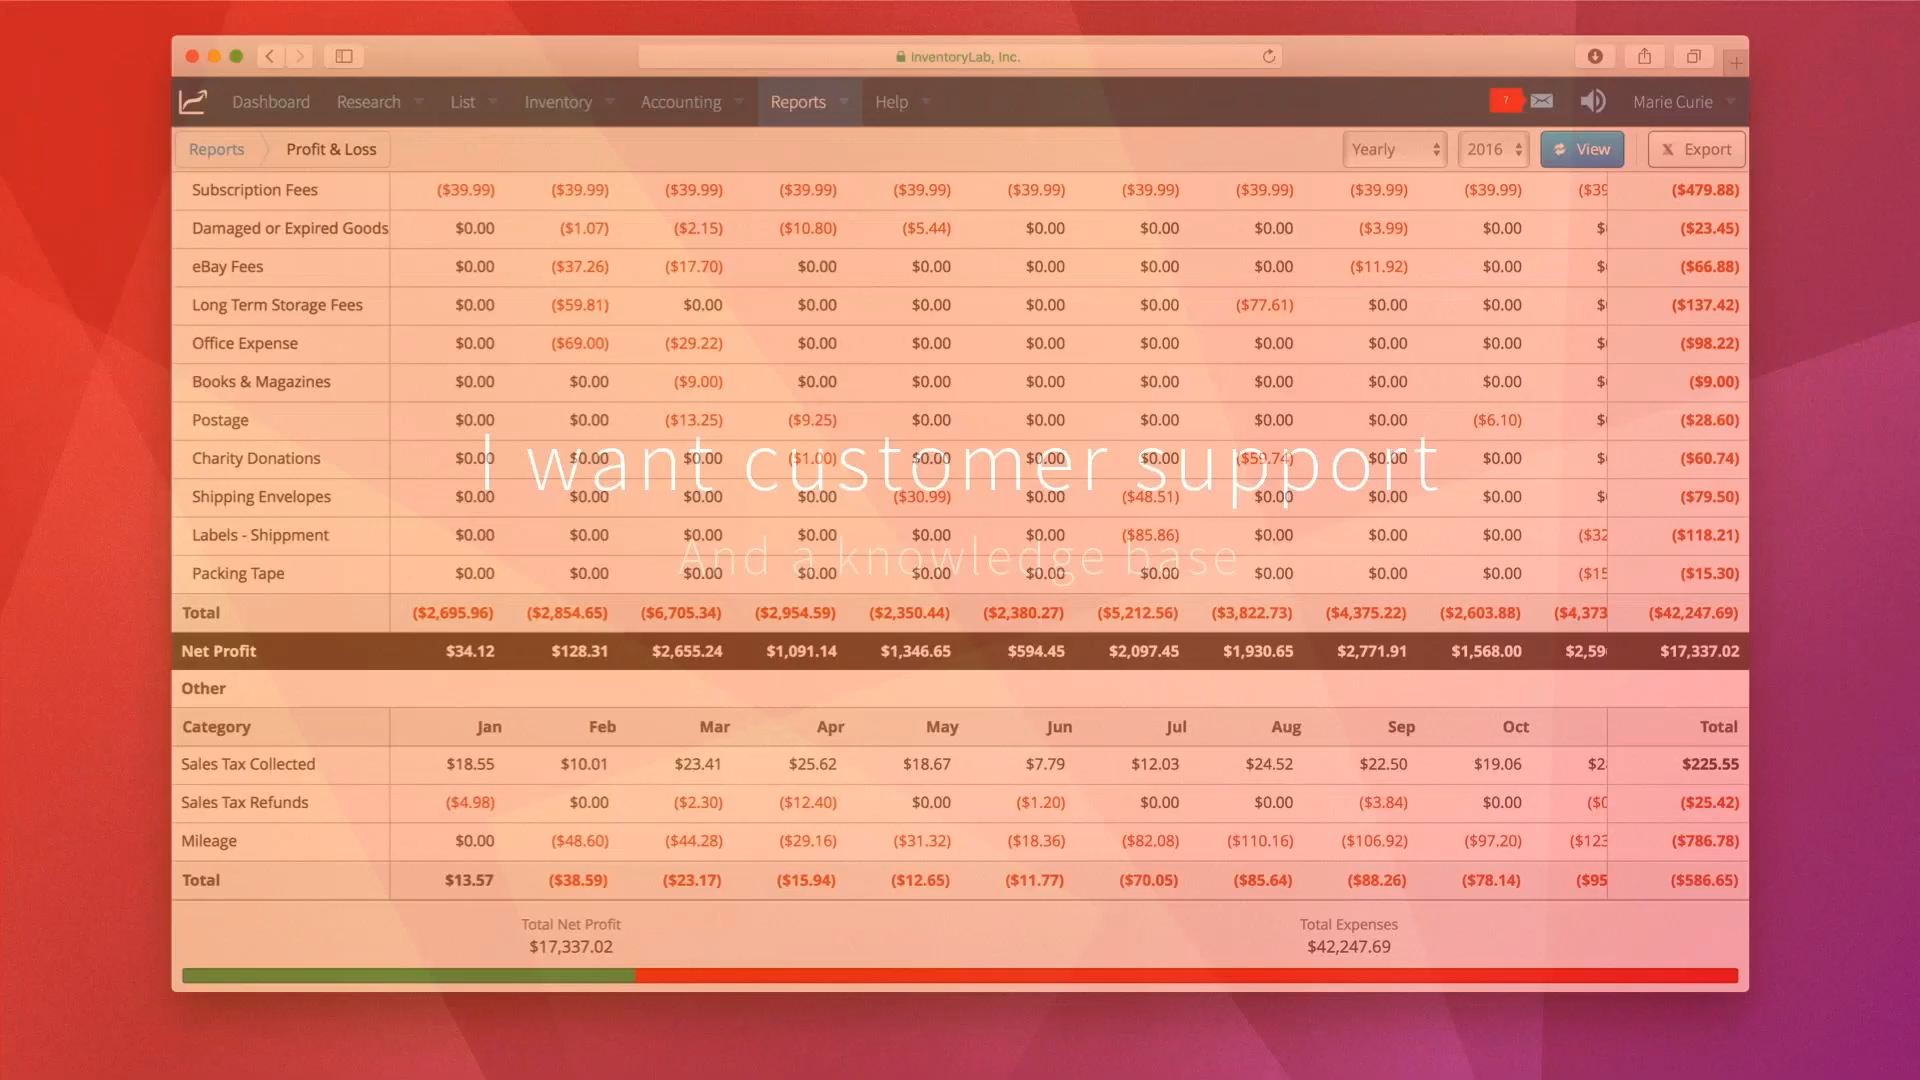 InventoryLab, Inc.
Dashboard Research List Inventory Accounting Reports Help 7 Marie Curie
Reports Profit & Loss Yearly 2016 View Export
Subscription Fees ($39.99) ($39.99) ($39.99) ($39.99) ($39.99) ($39.99) ($39.99) ($39.99) ($39.99) ($39.99) ($39 ($479.88)
Damaged or Expired Goods $0.00 ($1.07) ($2.15) ($10.80) ($5.44) $0.00 $0.00 $0.00 ($3.99) $0.00 $ ($23.45)
eBay Fees $0.00 ($37.26) ($17.70) $0.00 $0.00 $0.00 $0.00 $0.00 ($11.92) $0.00 $ ($66.88)
Long Term Storage Fees $0.00 ($59.81) $0.00 $0.00 $0.00 $0.00 $0.00 ($77.61) $0.00 $0.00 $ ($137.42)
Office Expense $0.00 ($69.00) ($29.22) $0.00 $0.00 $0.00 $0.00 $0.00 $0.00 $0.00 $ ($98.22)
Books & Magazines $0.00 $0.00 ($9.00) $0.00 $0.00 $0.00 $0.00 $0.00 $0.00 $0.00 $ ($9.00)
Postage $0.00 $0.00 ($13.25) ($9.25) $0.00 $0.00 $0.00 $0.00 $0.00 ($6.10) $ ($28.60)
Charity Donations $0.00 $0.00 $0.00 ($1.00) $0.00 $0.00 $0.00 ($59.74) $0.00 $0.00 $ ($60.74)
I want customer support
Shipping Envelopes $0.00 $0.00 $0.00 $0.00 ($30.99) $0.00 ($48.51) $0.00 $0.00 $0.00 $ ($79.50)
Labels - Shippment $0.00 $0.00 $0.00 $0.00 $0.00 $0.00 ($85.86) $0.00 $0.00 $0.00 ($32 ($118.21)
And a knowledge base
Packing Tape $0.00 $0.00 $0.00 $0.00 $0.00 $0.00 $0.00 $0.00 $0.00 $0.00 ($15 ($15.30)
Total ($2,695.96) ($2,854.65) ($6,705.34) ($2,954.59) ($2,350.44) ($2,380.27) ($5,212.56) ($3,822.73) ($4,375.22) ($2,603.88) ($4,373 ($42,247.69)
Net Profit $34.12 $128.31 $2,655.24 $1,091.14 $1,346.65 $594.45 $2,097.45 $1,930.65 $2,771.91 $1,568.00 $2,59 $17,337.02
Other
Category Jan Feb Mar Apr May Jun Jul Aug Sep Oct Total
Sales Tax Collected $18.55 $10.01 $23.41 $25.62 $18.67 $7.79 $12.03 $24.52 $22.50 $19.06 $2 $225.55
Sales Tax Refunds ($4.98) $0.00 ($2.30) ($12.40) $0.00 ($1.20) $0.00 $0.00 ($3.84) $0.00 ($0 ($25.42)
Mileage $0.00 ($48.60) ($44.28) ($29.16) ($31.32) ($18.36) ($82.08) ($110.16) ($106.92) ($97.20) ($123 ($786.78)
Total $13.57 ($38.59) ($23.17) ($15.94) ($12.65) ($11.77) ($70.05) ($85.64) ($88.26) ($78.14) ($95 ($586.65)
Total Net Profit Total Expenses
$17,337.02 $42,247.69